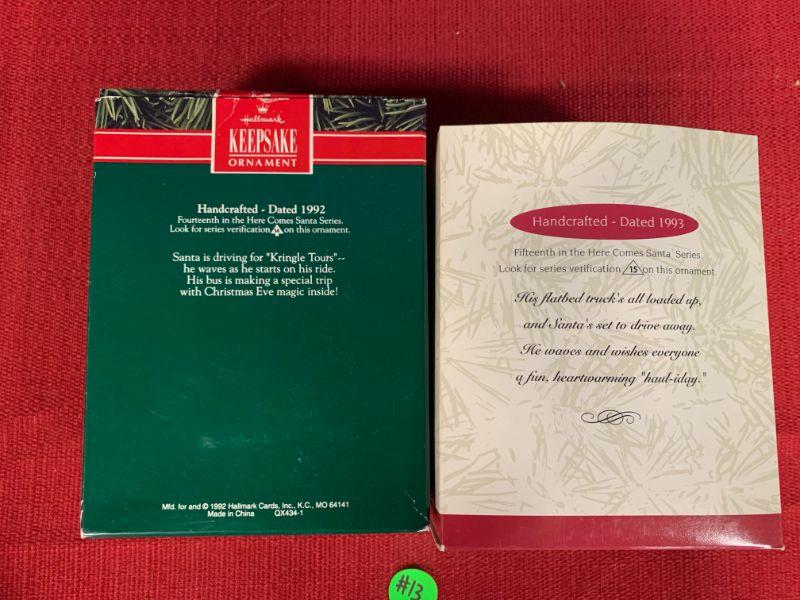 Hallmark
KEEPSAKE
ORNAMENT
Handcrafted - Dated 1992
Fourteenth in the Here Comes Santa Series.
Look for series verification 14 on this ornament.
Santa is driving for "Kringle Tours"--
he waves as he starts on his ride.
His bus is making a special trip
with Christmas Eve magic inside!
Mfd. for and © 1992 Hallmark Cards, Inc., K.C., MO 64141
Made in China QX434-1
Handcrafted - Dated 1993
Fifteenth in the Here Comes Santa Series.
Look for series verification 15 on this ornament.
His flatbed truck's all loaded up,
and Santa's set to drive away.
He waves and wishes everyone
a fun, heartwarming "haul-iday."
#13